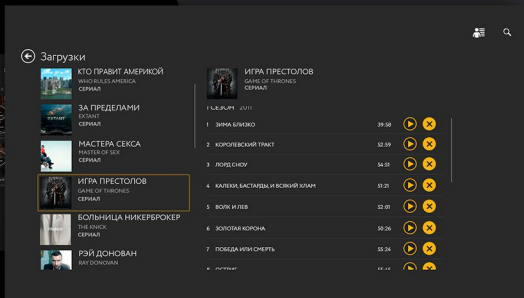 Загрузки
КТО ПРАВИТ АМЕРИКОЙ
WHO RULES AMERICA
СЕРИАЛ
EXTANT
ЗА ПРЕДЕЛАМИ
EXTANT
СЕРИАЛ
МАСТЕРА СЕКСА
MASTER OF SEX
СЕРИАЛ
ИГРА ПРЕСТОЛОВ
GAME OF THRONES
СЕРИАЛ
БОЛЬНИЦА НИКЕРБРОКЕР
THE KNICK
СЕРИАЛ
РЭЙ ДОНОВАН
RAY DONOVAN
ИГРА ПРЕСТОЛОВ
GAME OF THRONES
1 СЕЗОН 2011
1 ЗИМА БЛИЗКО 39:58
2 КОРОЛЕВСКИЙ ТРАКТ 52:59
3 ЛОРД СНОУ 54:51
4 КАЛЕКИ, БАСТАРДЫ, И ВСЯКИЙ ХЛАМ 51:21
5 ВОЛК И ЛЕВ 52:01
6 ЗОЛОТАЯ КОРОНА 50:26
7 ПОБЕДА ИЛИ СМЕРТЬ 55:24